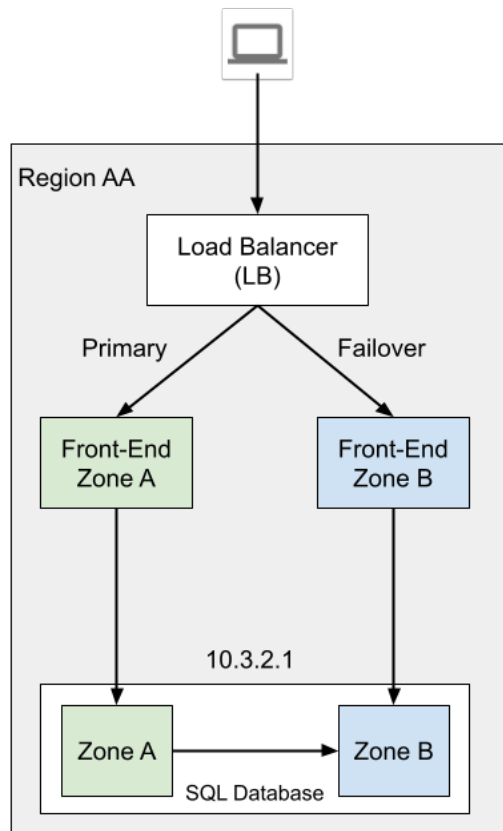 Region AA
Load Balancer
(LB)
Primary
Failover
Front-End
Zone A
Front-End
Zone B
10.3.2.1
Zone A
Zone B
SQL Database